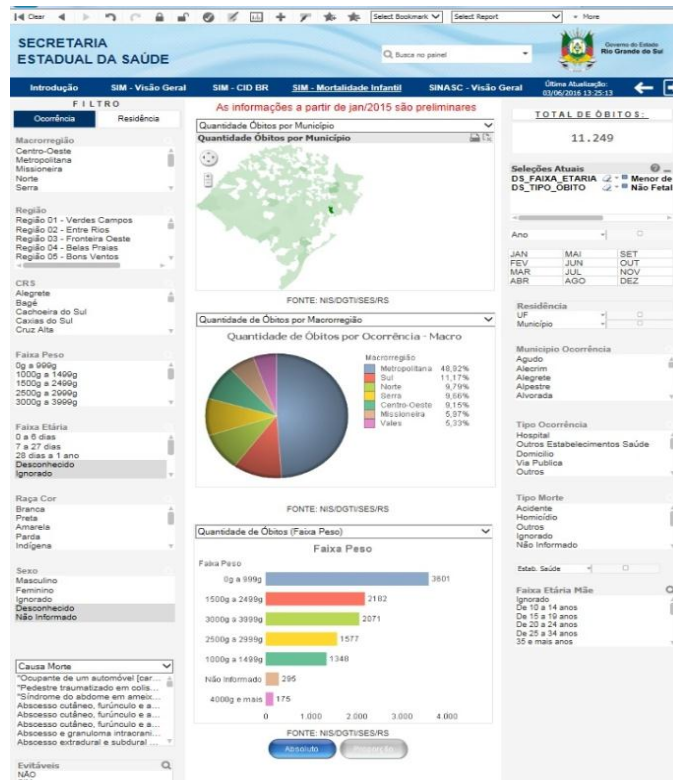 Clear
Select Bookmark
Select Report
More
SECRETARIA
ESTADUAL DA SAÚDE
Busca no painel
Governo do Estado
Rio Grande do Sul
Introdução
SIM - Visão Geral
SIM - CID BR
SIM - Mortalidade Infantil
SINASC - Visão Geral
Última Atualização:
03/06/2016 13:25:13
FILTRO
Ocorrência
Residência
Macrorregião
Centro-Oeste
Metropolitana
Missioneira
Norte
Serra
Região
Região 01 - Verdes Campos
Região 02 - Entre Rios
Região 03 - Fronteira Oeste
Região 04 - Belas Praias
Região 05 - Bons Ventos
CRS
Alegrete
Bagé
Cachoeira do Sul
Caxias do Sul
Cruz Alta
Faixa Peso
0g a 999g
1000g a 1499g
1500g a 2499g
2500g a 2999g
3000g a 3999g
Faixa Etária
0 a 6 dias
7 a 27 dias
28 dias a 1 ano
Desconhecido
Ignorado
Raça Cor
Branca
Preta
Amarela
Parda
Indígena
Sexo
Masculino
Feminino
Ignorado
Desconhecido
Não Informado
Causa Morte
"Ocupante de um automóvel [car...
"Pedestre traumatizado em colis...
"Síndrome do abdome em ameix...
Abscesso cutâneo, furúnculo e a...
Abscesso cutâneo, furúnculo e a...
Abscesso cutâneo, furúnculo e a...
Abscesso e granuloma intraorani...
Abscesso extradural e subdural ...
Evitáveis
NÃO
As informações a partir de jan/2015 são preliminares
Quantidade Óbitos por Município
Quantidade Óbitos por Município
FONTE: NIS/DGTI/SES/RS
Quantidade de Óbitos por Macrorregião
Quantidade de Óbitos por Ocorrência - Macro
Macrorregião
Metropolitana 48,92%
Sul 11,17%
Norte 9,79%
Serra 9,66%
Centro-Oeste 9,15%
Missioneira 5,97%
Vales 5,33%
FONTE: NIS/DGTI/SES/RS
Quantidade de Óbitos (Faixa Peso)
Faixa Peso
Faixa Peso
0g a 999g 3601
1500g a 2499g 2182
3000g a 3999g 2071
2500g a 2999g 1577
1000g a 1499g 1348
Não Informado 295
4000g e mais 175
0 1.000 2.000 3.000 4.000
FONTE: NIS/DGTI/SES/RS
Absoluto
TOTAL DE ÓBITOS:
11.249
Seleções Atuais
DS_FAIXA_ETARIA Menor de
DS_TIPO_OBITO Não Fetal
Ano
JAN MAI SET
FEV JUN OUT
MAR JUL NOV
ABR AGO DEZ
Residência
UF
Município
Municipio Ocorrência
Agudo
Alecrim
Alegrete
Alpestre
Alvorada
Tipo Ocorrência
Hospital
Outros Estabelecimentos Saúde
Domicilio
Via Publica
Outros
Tipo Morte
Acidente
Homicídio
Outros
Ignorado
Não Informado
Estab. Saúde
Faixa Etária Mãe
Ignorado
De 10 a 14 anos
De 15 a 19 anos
De 20 a 24 anos
De 25 a 34 anos
35 e mais anos